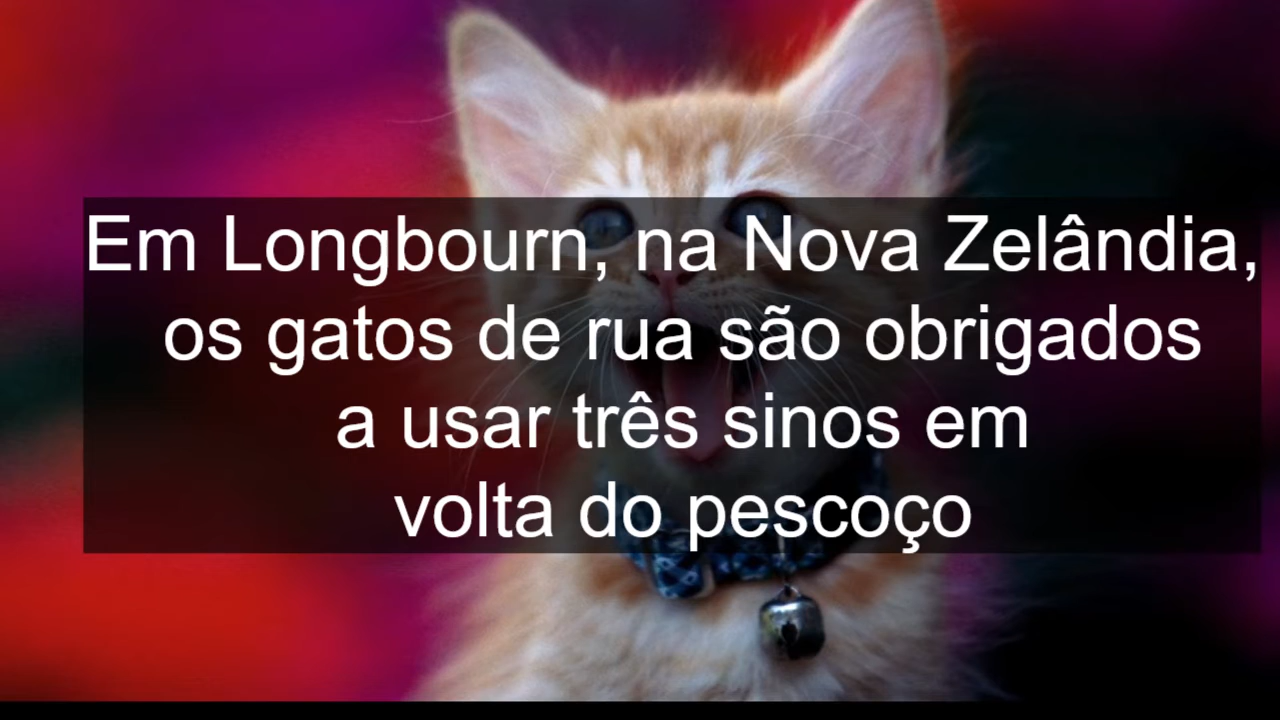 Em Longbourn, na Nova Zelândia,
os gatos de rua são obrigados
a usar três sinos em
volta do pescoço